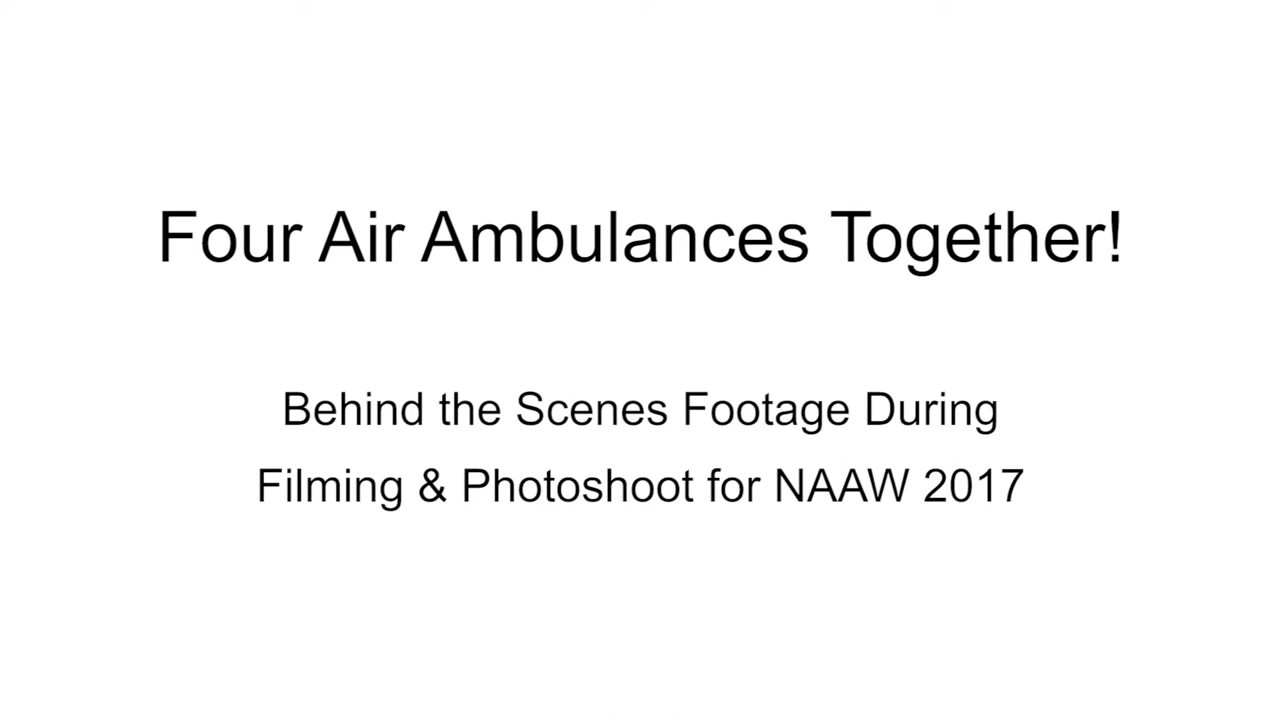 Four Air Ambulances Together!
Behind the Scenes Footage During
Filming & Photoshoot for NAAW 2017